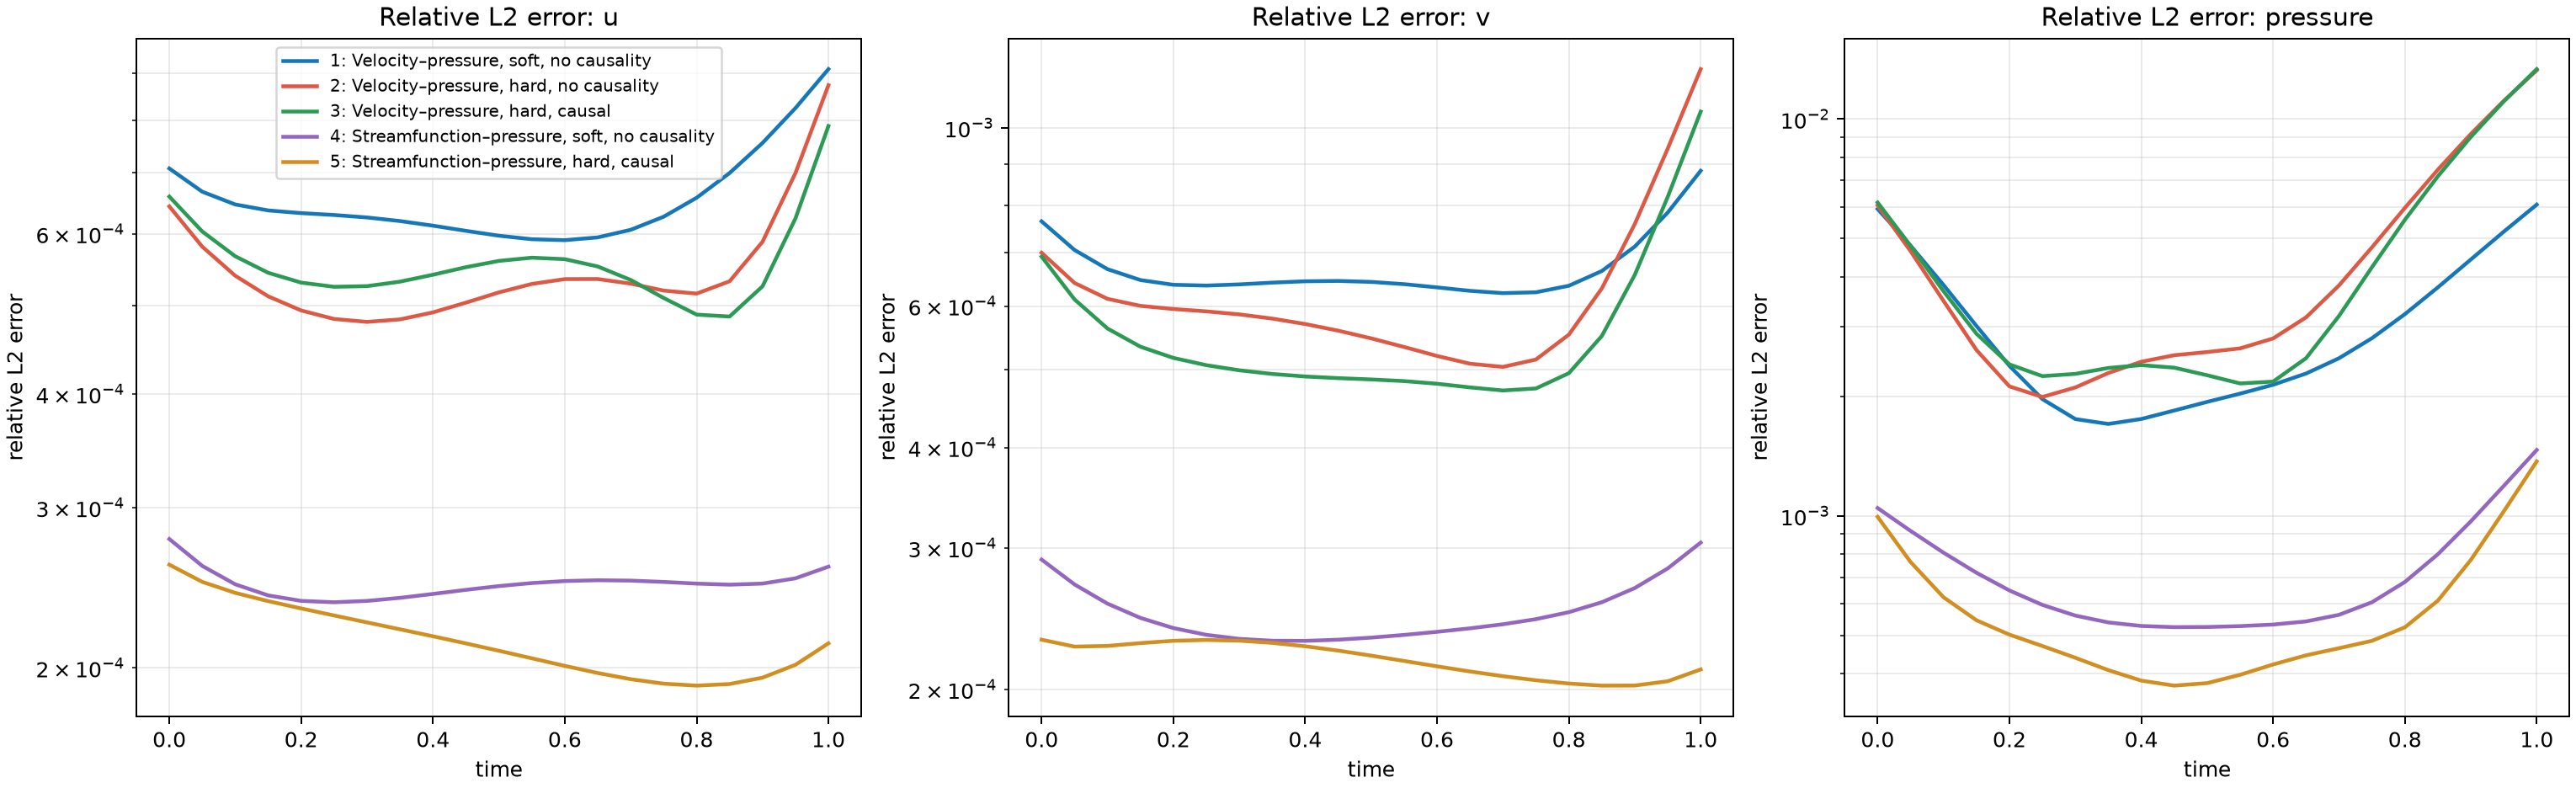 Relative L2 error: u
1: Velocity–pressure, soft, no causality
2: Velocity–pressure, hard, no causality
3: Velocity–pressure, hard, causal
4: Streamfunction–pressure, soft, no causality
5: Streamfunction–pressure, hard, causal
6 × 10⁻⁴
4 × 10⁻⁴
3 × 10⁻⁴
2 × 10⁻⁴
relative L2 error
0.0 0.2 0.4 0.6 0.8 1.0
time
Relative L2 error: v
10⁻³
6 × 10⁻⁴
4 × 10⁻⁴
3 × 10⁻⁴
2 × 10⁻⁴
relative L2 error
0.0 0.2 0.4 0.6 0.8 1.0
time
Relative L2 error: pressure
10⁻²
10⁻³
relative L2 error
0.0 0.2 0.4 0.6 0.8 1.0
time